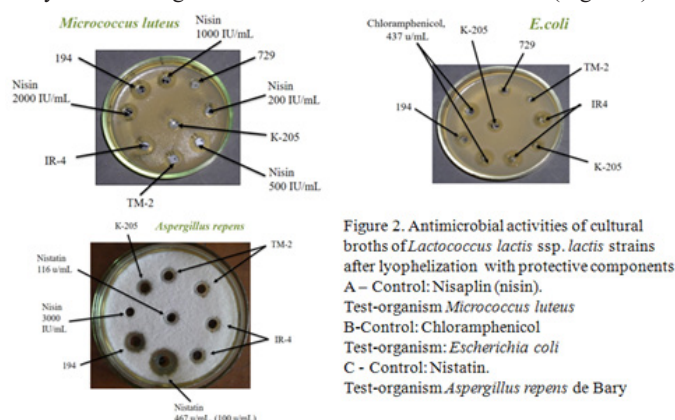 Micrococcus luteus
Nisin
1000 IU/mL
194
729
Nisin
2000 IU/mL
Nisin
200 IU/mL
K-205
IR-4
Nisin
500 IU/mL
TM-2
E.coli
Chloramphenicol,
437 u/mL
K-205
729
TM-2
194
IR4
K-205
Aspergillus repens
K-205
TM-2
Nistatin
116 u/mL
Nisin
3000
IU/mL
IR-4
194
Nistatin
467 u/mL (100 u/mL)
Figure 2. Antimicrobial activities of cultural
broths of Lactococcus lactis ssp. lactis strains
after lyophelization with protective components
A – Control: Nisaplin (nisin).
Test-organism Micrococcus luteus
B-Control: Chloramphenicol
Test-organism: Escherichia coli
C - Control: Nistatin.
Test-organism Aspergillus repens de Bary